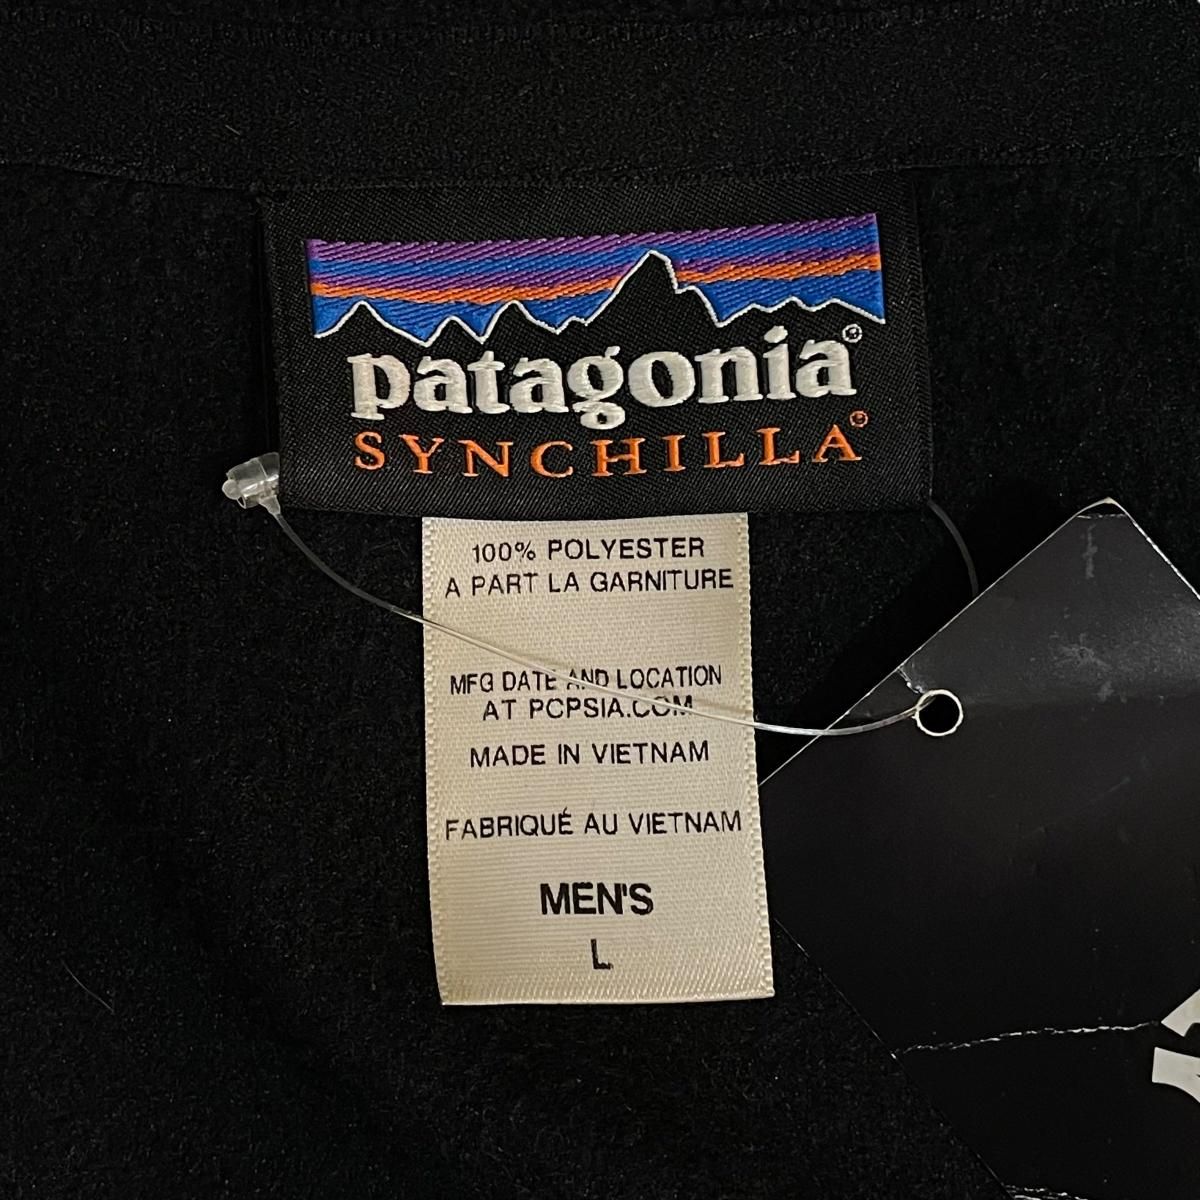 patagonia®
SYNCHILLA®
100% POLYESTER
A PART LA GARNITURE
MFG DATE AND LOCATION
AT PCPSIA.COM
MADE IN VIETNAM
FABRIQUÉ AU VIETNAM
MEN'S
L